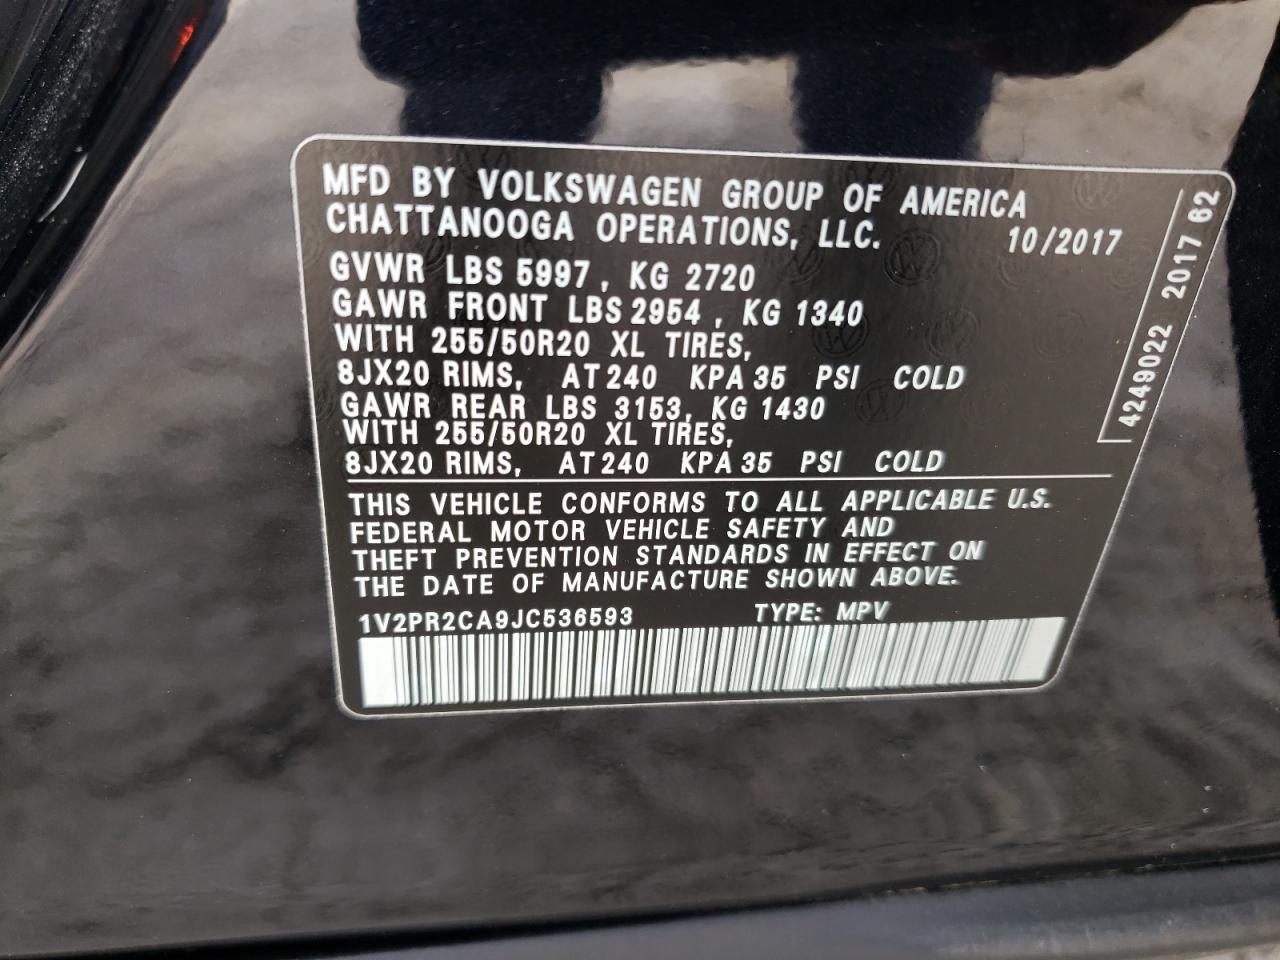 MFD BY VOLKSWAGEN GROUP OF AMERICA
CHATTANOOGA OPERATIONS, LLC. 10/2017
GVWR LBS 5997, KG 2720
GAWR FRONT LBS 2954, KG 1340
WITH 255/50R20 XL TIRES,
8JX20 RIMS, AT 240 KPA 35 PSI COLD
GAWR REAR LBS 3153, KG 1430
WITH 255/50R20 XL TIRES,
8JX20 RIMS, AT 240 KPA 35 PSI COLD
THIS VEHICLE CONFORMS TO ALL APPLICABLE U.S.
FEDERAL MOTOR VEHICLE SAFETY AND
THEFT PREVENTION STANDARDS IN EFFECT ON
THE DATE OF MANUFACTURE SHOWN ABOVE.
1V2PR2CA9JC536593 TYPE: MPV
4249022 2017 62